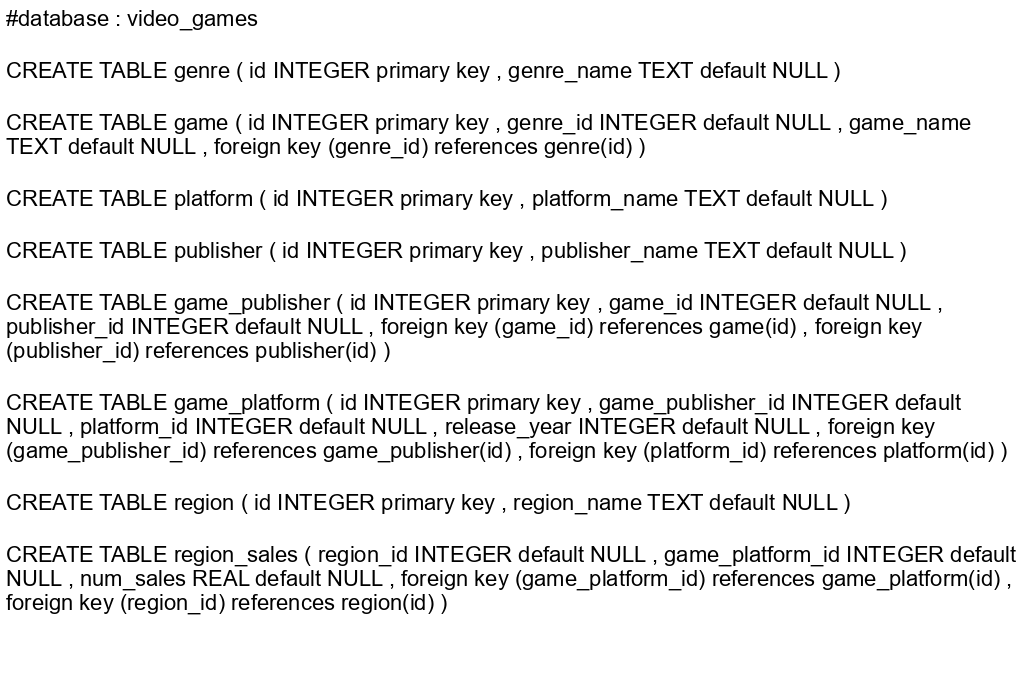 #database : video_games
CREATE TABLE genre ( id INTEGER primary key , genre_name TEXT default NULL )
CREATE TABLE game ( id INTEGER primary key , genre_id INTEGER default NULL , game_name
TEXT default NULL , foreign key (genre_id) references genre(id) )
CREATE TABLE platform ( id INTEGER primary key , platform_name TEXT default NULL )
CREATE TABLE publisher ( id INTEGER primary key , publisher_name TEXT default NULL )
CREATE TABLE game_publisher ( id INTEGER primary key , game_id INTEGER default NULL ,
publisher_id INTEGER default NULL , foreign key (game_id) references game(id) , foreign key
(publisher_id) references publisher(id) )
CREATE TABLE game_platform ( id INTEGER primary key , game_publisher_id INTEGER default
NULL , platform_id INTEGER default NULL , release_year INTEGER default NULL , foreign key
(game_publisher_id) references game_publisher(id) , foreign key (platform_id) references platform(id) )
CREATE TABLE region ( id INTEGER primary key , region_name TEXT default NULL )
CREATE TABLE region_sales ( region_id INTEGER default NULL , game_platform_id INTEGER default
NULL , num_sales REAL default NULL , foreign key (game_platform_id) references game_platform(id) ,
foreign key (region_id) references region(id) )